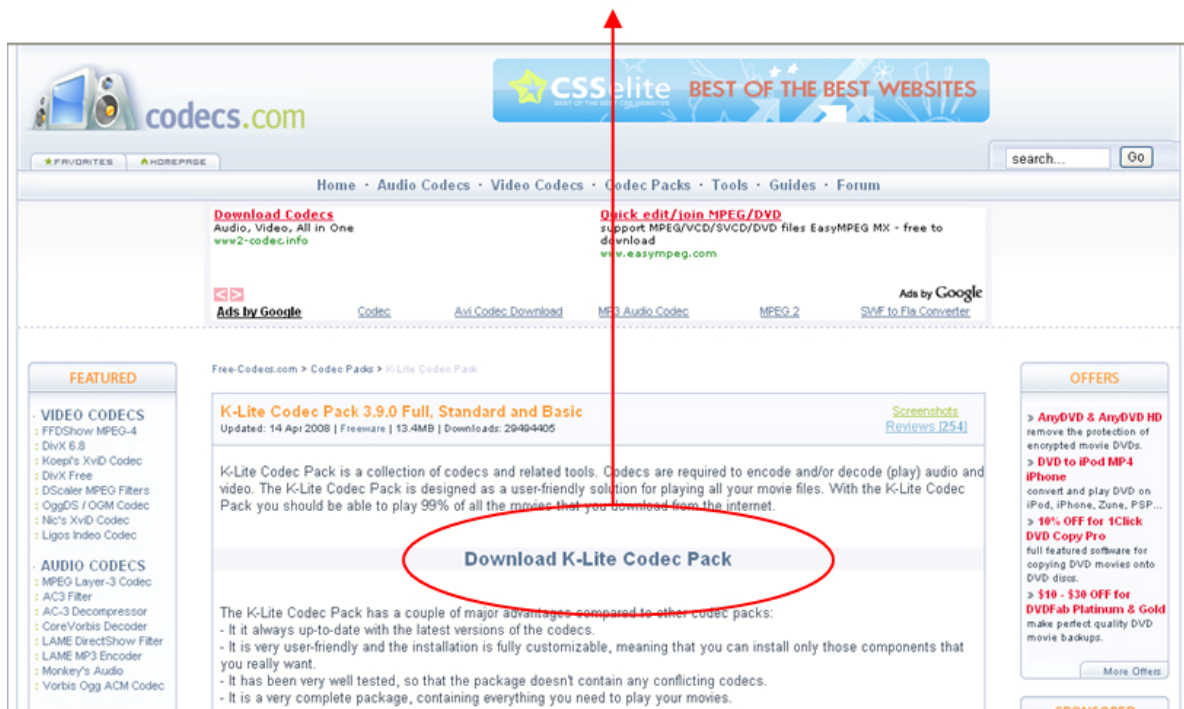 codecs.com
CSSelite BEST OF THE BEST WEBSITES
BEST OF THE BEST CSS WEBSITES
FAVORITES HOMEPAGE
search... Go
Home · Audio Codecs · Video Codecs · Codec Packs · Tools · Guides · Forum
Download Codecs
Audio, Video, All in One
www2-codec.info
Quick edit/join MPEG/DVD
support MPEG/VCD/SVCD/DVD files EasyMPEG MX - free to
download
www.easympeg.com
Ads by Google
Ads by Google Codec Avi Codec Download MP3 Audio Codec MPEG 2 SWF to Fla Converter
FEATURED
· VIDEO CODECS
: FFDShow MPEG-4
: DivX 6.8
: Koepi's XviD Codec
: DivX Free
: DScaler MPEG Filters
: OggDS / OGM Codec
: Nic's XviD Codec
: Ligos Indeo Codec
· AUDIO CODECS
: MPEG Layer-3 Codec
: AC3 Filter
: AC-3 Decompressor
: CoreVorbis Decoder
: LAME DirectShow Filter
: LAME MP3 Encoder
: Monkey's Audio
: Vorbis Ogg ACM Codec
Free-Codecs.com > Codec Packs > K-Lite Codec Pack
K-Lite Codec Pack 3.9.0 Full, Standard and Basic
Updated: 14 Apr 2008 | Freeware | 13.4MB | Downloads: 29494405
Screenshots
Reviews [254]
K-Lite Codec Pack is a collection of codecs and related tools. Codecs are required to encode and/or decode (play) audio and
video. The K-Lite Codec Pack is designed as a user-friendly solution for playing all your movie files. With the K-Lite Codec
Pack you should be able to play 99% of all the movies that you download from the internet.
Download K-Lite Codec Pack
The K-Lite Codec Pack has a couple of major advantages compared to other codec packs:
- It it always up-to-date with the latest versions of the codecs.
- It is very user-friendly and the installation is fully customizable, meaning that you can install only those components that
you really want.
- It has been very well tested, so that the package doesn't contain any conflicting codecs.
- It is a very complete package, containing everything you need to play your movies.
OFFERS
» AnyDVD & AnyDVD HD
remove the protection of
encrypted movie DVDs.
» DVD to iPod MP4
iPhone
convert and play DVD on
iPod, iPhone, Zune, PSP...
» 10% OFF for 1Click
DVD Copy Pro
full featured software for
copying DVD movies onto
DVD discs.
» $10 - $30 OFF for
DVDFab Platinum & Gold
make perfect quality DVD
movie backups.
More Offers
SPONSORED